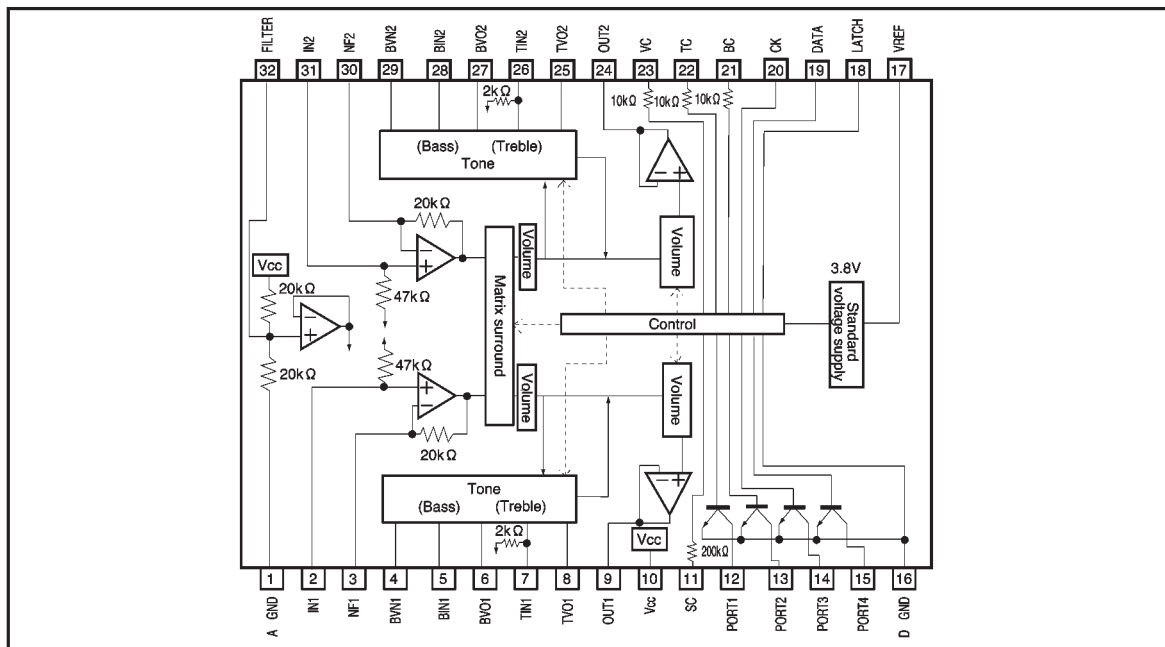 FILTER
IN2
NF2
BVN2
BIN2
BVO2
TIN2
TVO2
OUT2
VC
TC
BC
CK
DATA
LATCH
VREF
32
31
30
29
28
27
26
25
24
23
22
21
20
19
18
17
2kΩ
10kΩ
10kΩ
10kΩ
(Bass) (Treble)
Tone
− +
20kΩ
−
+
Volume
Volume
Vcc
20kΩ
47kΩ
Matrix surround
3.8V
Standard
voltage supply
−
+
Control
20kΩ
47kΩ
+
−
Volume
Volume
20kΩ
Tone
(Bass) (Treble)
− +
2kΩ
Vcc
200kΩ
1
2
3
4
5
6
7
8
9
10
11
12
13
14
15
16
A GND
IN1
NF1
BVN1
BIN1
BVO1
TIN1
TVO1
OUT1
Vcc
SC
PORT1
PORT2
PORT3
PORT4
D GND